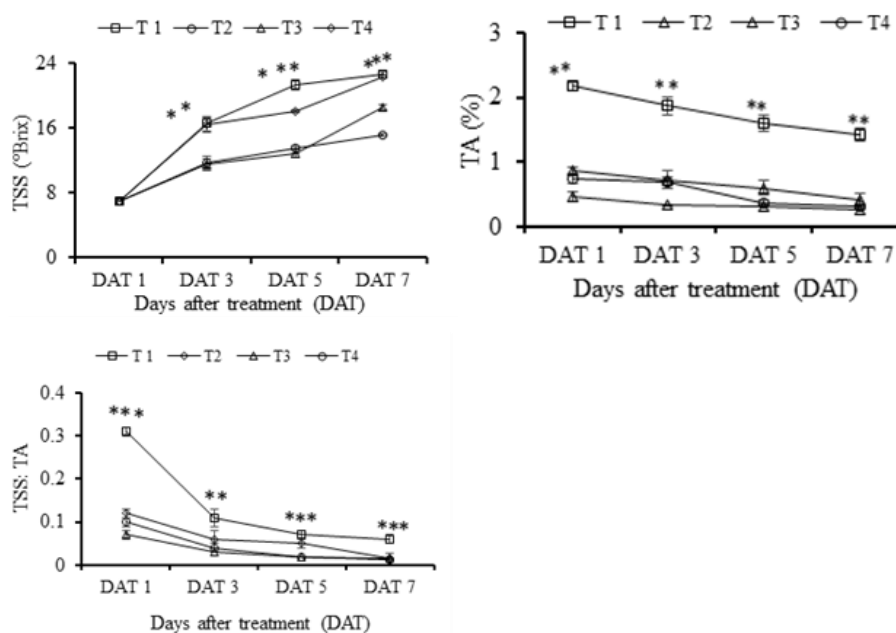 T 1 T2 T3 T4
24
16
8
0
TSS (ºBrix)
* *
* **
***
DAT 1 DAT 3 DAT 5 DAT 7
Days after treatment (DAT)
T 1 T2 T3 T4
3
2
1
0
TA (%)
**
**
**
**
DAT 1 DAT 3 DAT 5 DAT 7
Days after treatment (DAT)
T 1 T2 T3 T4
0.4
0.3
0.2
0.1
0
TSS: TA
***
**
***
***
DAT 1 DAT 3 DAT 5 DAT 7
Days after treatment (DAT)